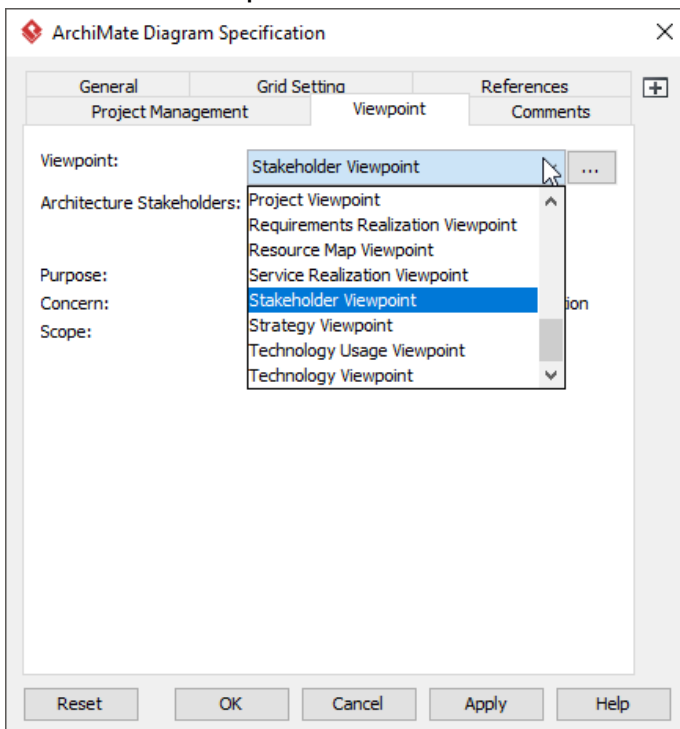 ArchiMate Diagram Specification
General Grid Setting References
Project Management Viewpoint Comments
Viewpoint: Stakeholder Viewpoint ...
Architecture Stakeholders:
Purpose:
Concern:
Scope:
Project Viewpoint
Requirements Realization Viewpoint
Resource Map Viewpoint
Service Realization Viewpoint
Stakeholder Viewpoint
Strategy Viewpoint
Technology Usage Viewpoint
Technology Viewpoint
Reset OK Cancel Apply Help